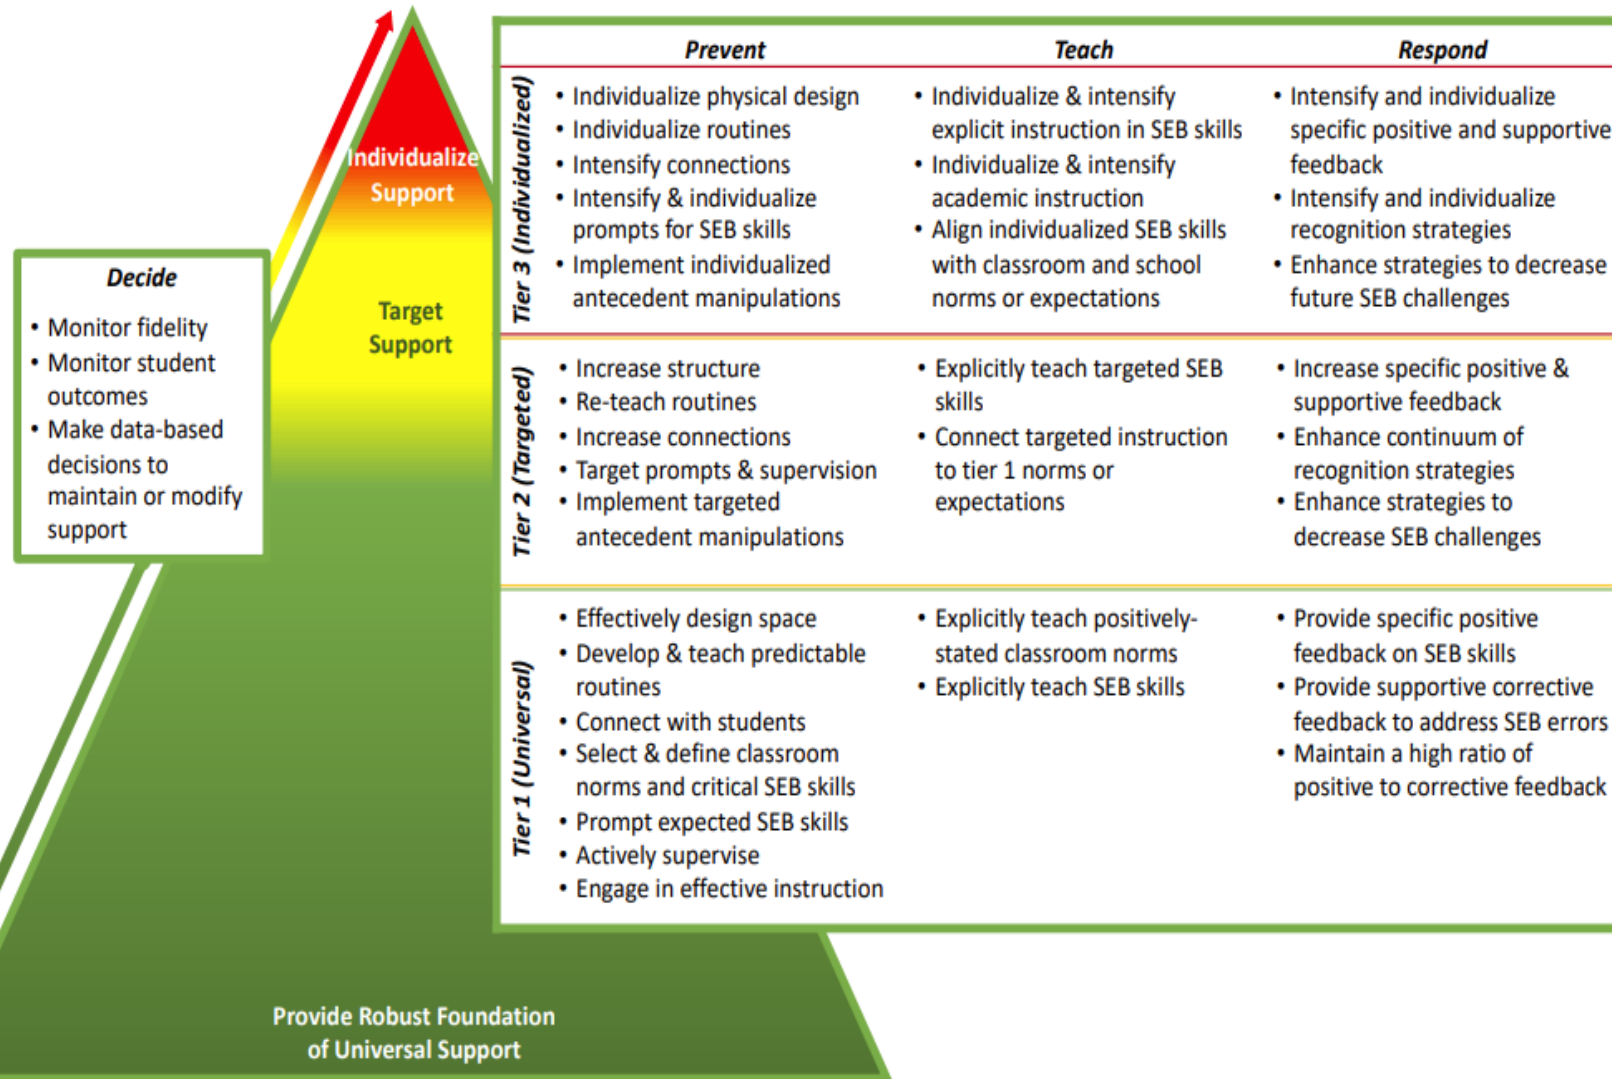 Individualize
Support
Target
Support
Decide
• Monitor fidelity
• Monitor student
outcomes
• Make data-based
decisions to
maintain or modify
support
Provide Robust Foundation
of Universal Support
Prevent
Teach
Respond
Tier 3 (Individualized)
• Individualize physical design
• Individualize routines
• Intensify connections
• Intensify & individualize
prompts for SEB skills
• Implement individualized
antecedent manipulations
• Individualize & intensify
explicit instruction in SEB skills
• Individualize & intensify
academic instruction
• Align individualized SEB skills
with classroom and school
norms or expectations
• Intensify and individualize
specific positive and supportive
feedback
• Intensify and individualize
recognition strategies
• Enhance strategies to decrease
future SEB challenges
Tier 2 (Targeted)
• Increase structure
• Re-teach routines
• Increase connections
• Target prompts & supervision
• Implement targeted
antecedent manipulations
• Explicitly teach targeted SEB
skills
• Connect targeted instruction
to tier 1 norms or
expectations
• Increase specific positive &
supportive feedback
• Enhance continuum of
recognition strategies
• Enhance strategies to
decrease SEB challenges
Tier 1 (Universal)
• Effectively design space
• Develop & teach predictable
routines
• Connect with students
• Select & define classroom
norms and critical SEB skills
• Prompt expected SEB skills
• Actively supervise
• Engage in effective instruction
• Explicitly teach positively-
stated classroom norms
• Explicitly teach SEB skills
• Provide specific positive
feedback on SEB skills
• Provide supportive corrective
feedback to address SEB errors
• Maintain a high ratio of
positive to corrective feedback